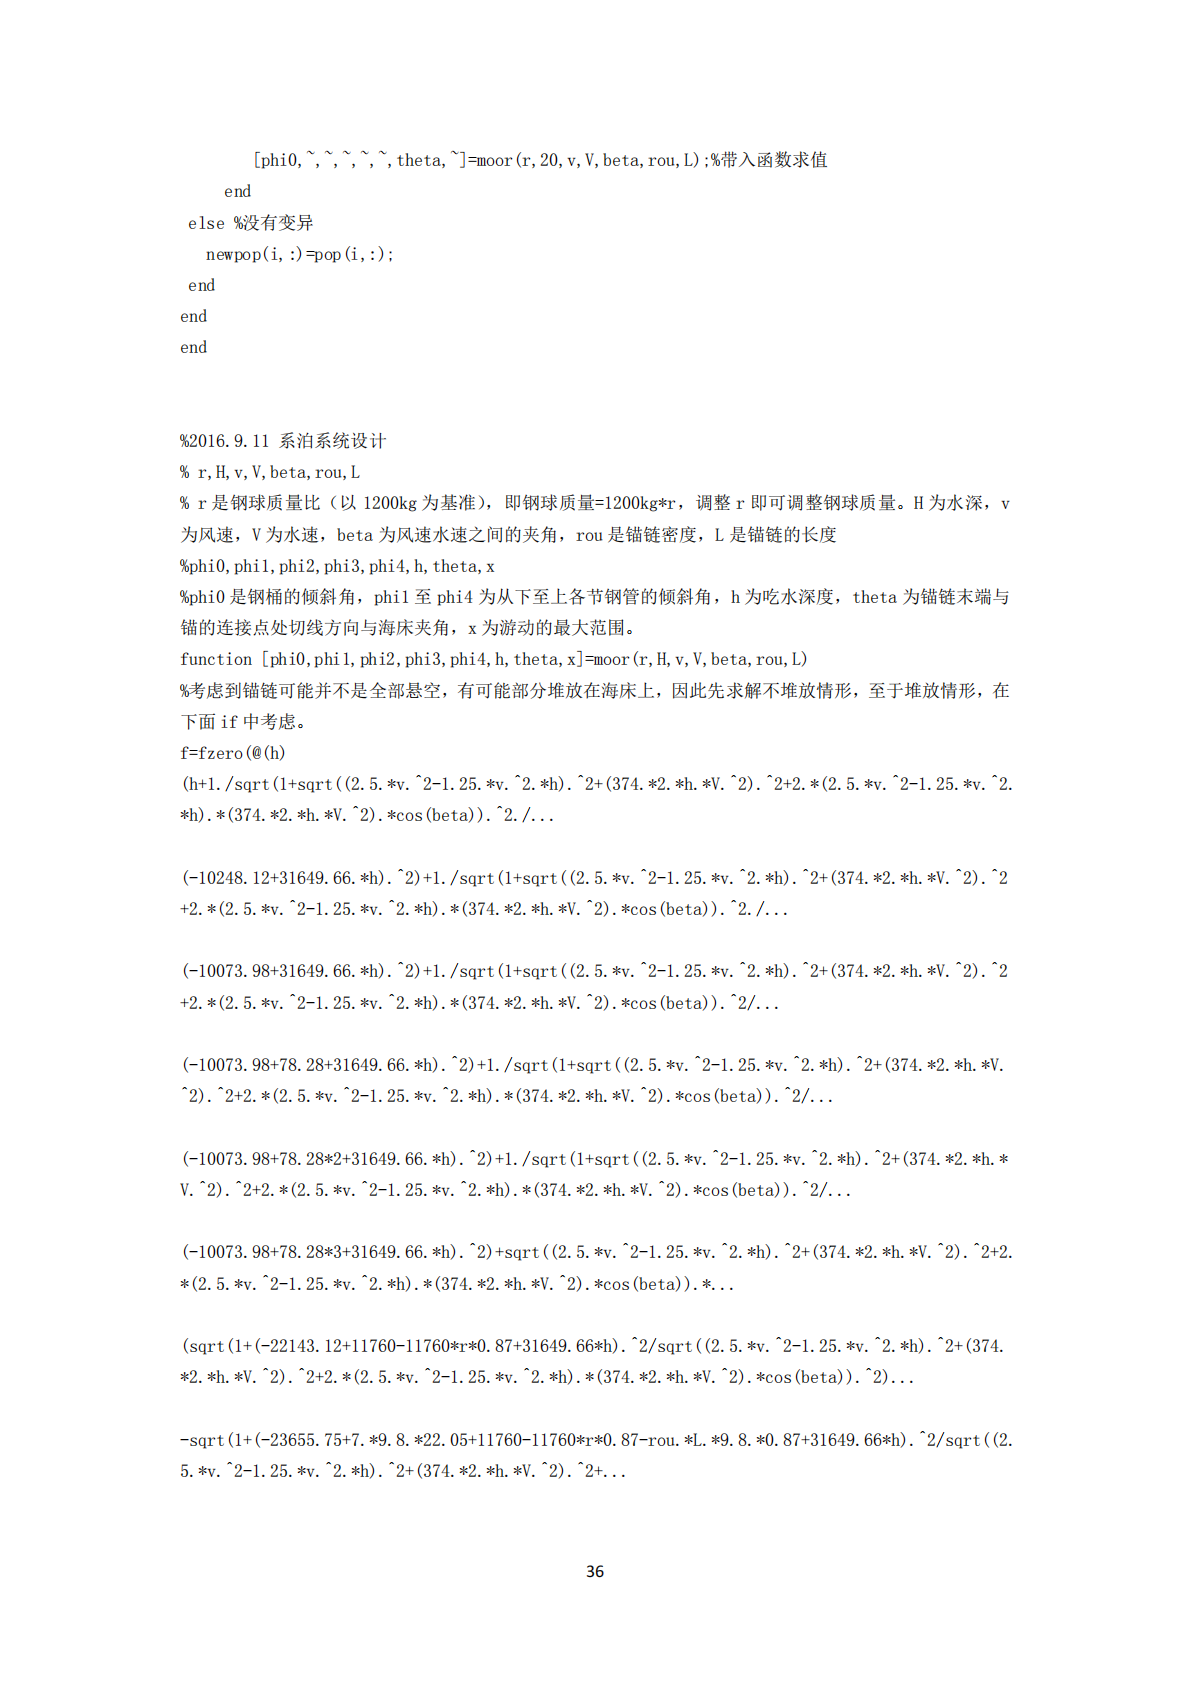 [phi0,~,~,~,~,~,theta,~]=moor(r,20,v,V,beta,rou,L);%带入函数求值
end
else %没有变异
newpop(i,:)=pop(i,:);
end
end
end
%2016.9.11 系泊系统设计
% r,H,v,V,beta,rou,L
% r 是钢球质量比（以 1200kg 为基准），即钢球质量=1200kg*r，调整 r 即可调整钢球质量。H 为水深，v
为风速，V 为水速，beta 为风速水速之间的夹角，rou 是锚链密度，L 是锚链的长度
%phi0,phi1,phi2,phi3,phi4,h,theta,x
%phi0 是钢桶的倾斜角，phi1 至 phi4 为从下至上各节钢管的倾斜角，h 为吃水深度，theta 为锚链末端与
锚的连接点处切线方向与海床夹角，x 为游动的最大范围。
function [phi0,phi1,phi2,phi3,phi4,h,theta,x]=moor(r,H,v,V,beta,rou,L)
%考虑到锚链可能并不是全部悬空，有可能部分堆放在海床上，因此先求解不堆放情形，至于堆放情形，在
下面 if 中考虑。
f=fzero(@(h)
(h+1./sqrt(1+sqrt((2.5.*v.^2-1.25.*v.^2.*h).^2+(374.*2.*h.*V.^2).^2+2.*(2.5.*v.^2-1.25.*v.^2.
*h).*(374.*2.*h.*V.^2).*cos(beta)).^2./...
(-10248.12+31649.66.*h).^2)+1./sqrt(1+sqrt((2.5.*v.^2-1.25.*v.^2.*h).^2+(374.*2.*h.*V.^2).^2
+2.*(2.5.*v.^2-1.25.*v.^2.*h).*(374.*2.*h.*V.^2).*cos(beta)).^2./...
(-10073.98+31649.66.*h).^2)+1./sqrt(1+sqrt((2.5.*v.^2-1.25.*v.^2.*h).^2+(374.*2.*h.*V.^2).^2
+2.*(2.5.*v.^2-1.25.*v.^2.*h).*(374.*2.*h.*V.^2).*cos(beta)).^2/...
(-10073.98+78.28+31649.66.*h).^2)+1./sqrt(1+sqrt((2.5.*v.^2-1.25.*v.^2.*h).^2+(374.*2.*h.*V.
^2).^2+2.*(2.5.*v.^2-1.25.*v.^2.*h).*(374.*2.*h.*V.^2).*cos(beta)).^2/...
(-10073.98+78.28*2+31649.66.*h).^2)+1./sqrt(1+sqrt((2.5.*v.^2-1.25.*v.^2.*h).^2+(374.*2.*h.*
V.^2).^2+2.*(2.5.*v.^2-1.25.*v.^2.*h).*(374.*2.*h.*V.^2).*cos(beta)).^2/...
(-10073.98+78.28*3+31649.66.*h).^2)+sqrt((2.5.*v.^2-1.25.*v.^2.*h).^2+(374.*2.*h.*V.^2).^2+2.
*(2.5.*v.^2-1.25.*v.^2.*h).*(374.*2.*h.*V.^2).*cos(beta)).*...
(sqrt(1+(-22143.12+11760-11760*r*0.87+31649.66*h).^2/sqrt((2.5.*v.^2-1.25.*v.^2.*h).^2+(374.
*2.*h.*V.^2).^2+2.*(2.5.*v.^2-1.25.*v.^2.*h).*(374.*2.*h.*V.^2).*cos(beta)).^2)...
-sqrt(1+(-23655.75+7.*9.8.*22.05+11760-11760*r*0.87-rou.*L.*9.8.*0.87+31649.66*h).^2/sqrt((2.
5.*v.^2-1.25.*v.^2.*h).^2+(374.*2.*h.*V.^2).^2+...
36